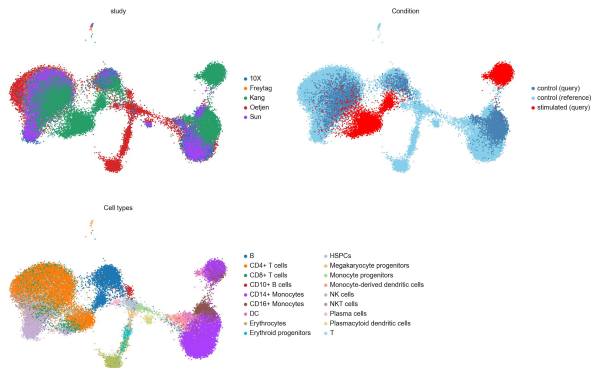 study
10X
Freytag
Kang
Oetjen
Sun
Condition
control (query)
control (reference)
stimulated (query)
Cell types
B
CD4+ T cells
CD8+ T cells
CD10+ B cells
CD14+ Monocytes
CD16+ Monocytes
DC
Erythrocytes
Erythroid progenitors
HSPCs
Megakaryocyte progenitors
Monocyte progenitors
Monocyte-derived dendritic cells
NK cells
NKT cells
Plasma cells
Plasmacytoid dendritic cells
T